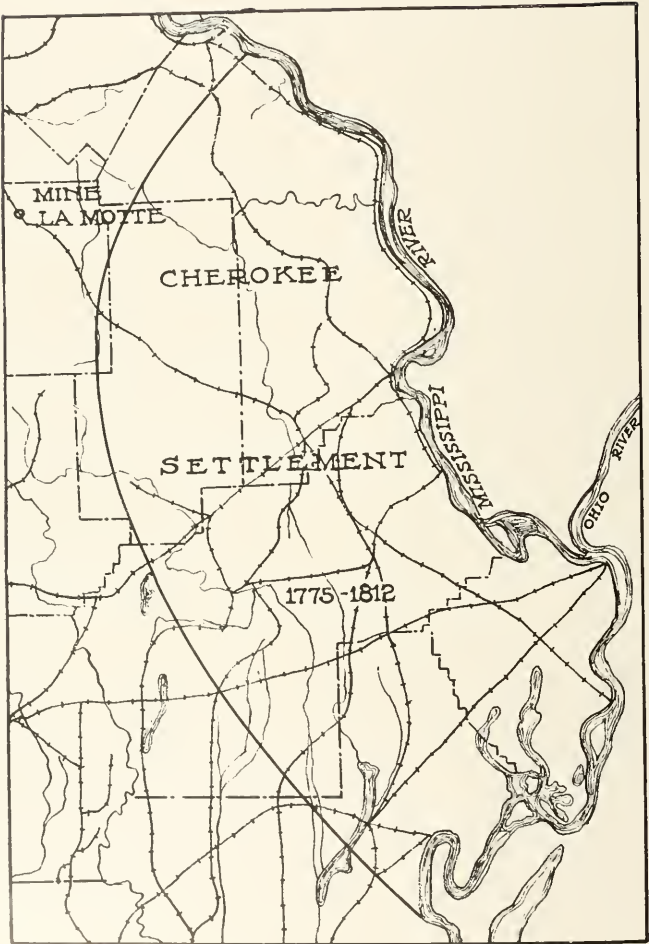 MINE
LA MOTTE
CHEROKEE
RIVER
MISSISSIPPI
SETTLEMENT
OHIO
RIVER
1775-1812